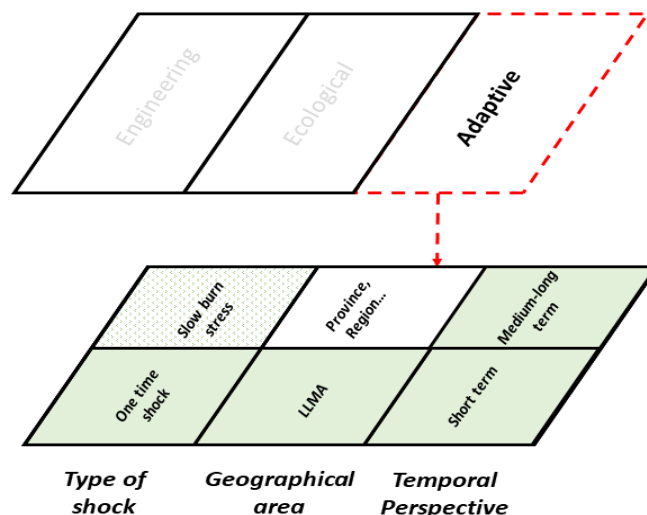 Engineering
Ecological
Adaptive
Slow burn
stress
Province,
Region...
Medium-long
term
One time
shock
LLMA
Short term
Type of
shock
Geographical
area
Temporal
Perspective